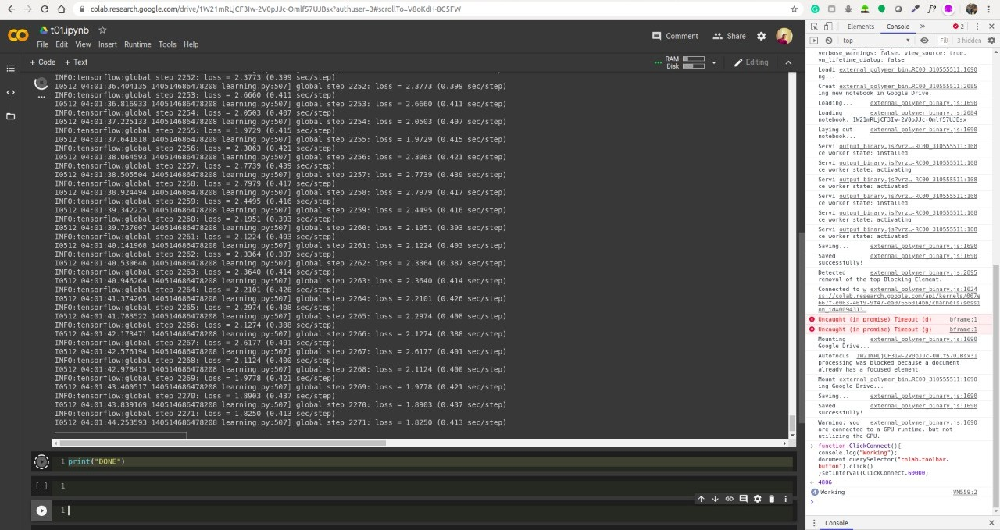 colab.research.google.com/drive/1W21mRLjCF3Iw-2V0pJJc-Omlf57UJBsx?authuser=3#scrollTo=V8oKdH-8C5FW
t01.ipynb
File Edit View Insert Runtime Tools Help
Comment Share
+ Code + Text
RAM
Disk
Editing
INFO:tensorflow:global step 2252: loss = 2.3773 (0.399 sec/step)
I0512 04:01:36.404135 140514686478208 learning.py:507] global step 2252: loss = 2.3773 (0.399 sec/step)
INFO:tensorflow:global step 2253: loss = 2.6660 (0.411 sec/step)
I0512 04:01:36.816933 140514686478208 learning.py:507] global step 2253: loss = 2.6660 (0.411 sec/step)
INFO:tensorflow:global step 2254: loss = 2.0503 (0.407 sec/step)
I0512 04:01:37.225133 140514686478208 learning.py:507] global step 2254: loss = 2.0503 (0.407 sec/step)
INFO:tensorflow:global step 2255: loss = 1.9729 (0.415 sec/step)
I0512 04:01:37.641818 140514686478208 learning.py:507] global step 2255: loss = 1.9729 (0.415 sec/step)
INFO:tensorflow:global step 2256: loss = 2.3063 (0.421 sec/step)
I0512 04:01:38.064593 140514686478208 learning.py:507] global step 2256: loss = 2.3063 (0.421 sec/step)
INFO:tensorflow:global step 2257: loss = 2.7739 (0.439 sec/step)
I0512 04:01:38.505504 140514686478208 learning.py:507] global step 2257: loss = 2.7739 (0.439 sec/step)
INFO:tensorflow:global step 2258: loss = 2.7979 (0.417 sec/step)
I0512 04:01:38.924494 140514686478208 learning.py:507] global step 2258: loss = 2.7979 (0.417 sec/step)
INFO:tensorflow:global step 2259: loss = 2.4495 (0.416 sec/step)
I0512 04:01:39.342225 140514686478208 learning.py:507] global step 2259: loss = 2.4495 (0.416 sec/step)
INFO:tensorflow:global step 2260: loss = 2.1951 (0.393 sec/step)
I0512 04:01:39.737007 140514686478208 learning.py:507] global step 2260: loss = 2.1951 (0.393 sec/step)
INFO:tensorflow:global step 2261: loss = 2.1224 (0.403 sec/step)
I0512 04:01:40.141968 140514686478208 learning.py:507] global step 2261: loss = 2.1224 (0.403 sec/step)
INFO:tensorflow:global step 2262: loss = 2.3364 (0.387 sec/step)
I0512 04:01:40.530646 140514686478208 learning.py:507] global step 2262: loss = 2.3364 (0.387 sec/step)
INFO:tensorflow:global step 2263: loss = 2.3640 (0.414 sec/step)
I0512 04:01:40.946264 140514686478208 learning.py:507] global step 2263: loss = 2.3640 (0.414 sec/step)
INFO:tensorflow:global step 2264: loss = 2.2101 (0.426 sec/step)
I0512 04:01:41.374265 140514686478208 learning.py:507] global step 2264: loss = 2.2101 (0.426 sec/step)
INFO:tensorflow:global step 2265: loss = 2.2974 (0.408 sec/step)
I0512 04:01:41.783522 140514686478208 learning.py:507] global step 2265: loss = 2.2974 (0.408 sec/step)
INFO:tensorflow:global step 2266: loss = 2.1274 (0.388 sec/step)
I0512 04:01:42.173471 140514686478208 learning.py:507] global step 2266: loss = 2.1274 (0.388 sec/step)
INFO:tensorflow:global step 2267: loss = 2.6177 (0.401 sec/step)
I0512 04:01:42.576194 140514686478208 learning.py:507] global step 2267: loss = 2.6177 (0.401 sec/step)
INFO:tensorflow:global step 2268: loss = 2.1124 (0.400 sec/step)
I0512 04:01:42.978415 140514686478208 learning.py:507] global step 2268: loss = 2.1124 (0.400 sec/step)
INFO:tensorflow:global step 2269: loss = 1.9778 (0.421 sec/step)
I0512 04:01:43.400517 140514686478208 learning.py:507] global step 2269: loss = 1.9778 (0.421 sec/step)
INFO:tensorflow:global step 2270: loss = 1.8903 (0.437 sec/step)
I0512 04:01:43.839169 140514686478208 learning.py:507] global step 2270: loss = 1.8903 (0.437 sec/step)
INFO:tensorflow:global step 2271: loss = 1.8250 (0.413 sec/step)
I0512 04:01:44.253593 140514686478208 learning.py:507] global step 2271: loss = 1.8250 (0.413 sec/step)
1 print("DONE")
[ ] 1
1
Elements Console » 2
top Fill 3 hidden
verbose warnings: false, view_source: true,
vm_lifetime_dialog: false
Loadi external_polymer_bin…RC00_310555511:1690
ng...
Creat external_polymer_bin…RC00_310555511:2085
ing new notebook in Google Drive.
Loading... external_polymer_binary.js:1690
Loading external_polymer_binary.js:2084
notebook. 1W21mRLjCF3Iw-2V0pJJc-Omlf57UJBsx
Laying out external_polymer_binary.js:1690
notebook...
Servi output_binary.js?vrz…-RC00_310555511:108
ce worker state: installed
Servi output_binary.js?vrz…-RC00_310555511:108
ce worker state: activating
Servi output_binary.js?vrz…-RC00_310555511:108
ce worker state: activated
Servi output_binary.js?vrz…-RC00_310555511:108
ce worker state: installed
Servi output_binary.js?vrz…-RC00_310555511:108
ce worker state: activating
Servi output_binary.js?vrz…-RC00_310555511:108
ce worker state: activated
Saving... external_polymer_binary.js:1690
Saved external_polymer_binary.js:1690
successfully!
Detected external_polymer_binary.js:2895
removal of the top Blocking Element.
Connected to w external_polymer_binary.js:1024
ss://colab.research.google.com/api/kernels/007e
667f-e063-46f9-9f47-ea07656014bb/channels?sessi
on_id=0094313…
Uncaught (in promise) Timeout (d) bframe:1
Uncaught (in promise) Timeout (g) bframe:1
Mounting external_polymer_binary.js:1690
Google Drive...
Autofocus 1W21mRLjCF3Iw-2V0pJJc-Omlf57UJBsx:1
processing was blocked because a document
already has a focused element.
Mount external_polymer_bin…RC00_310555511:1690
ing Google Drive...
Saving... external_polymer_binary.js:1690
Saved external_polymer_binary.js:1690
successfully!
Warning: you external_polymer_binary.js:1690
are connected to a GPU runtime, but not
utilizing the GPU.
function ClickConnect(){
console.log("Working");
document.querySelector("colab-toolbar-
button").click()
}setInterval(ClickConnect,60000)
4806
4 Working VM559:2
Console